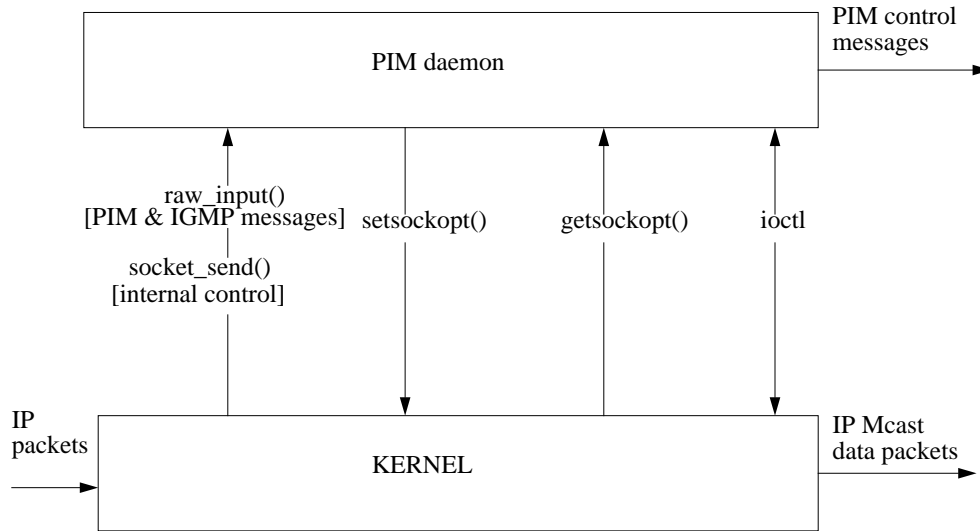 PIM control
messages
PIM daemon
raw_input()
[PIM & IGMP messages]
setsockopt()
getsockopt()
ioctl
socket_send()
[internal control]
IP
packets
KERNEL
IP Mcast
data packets